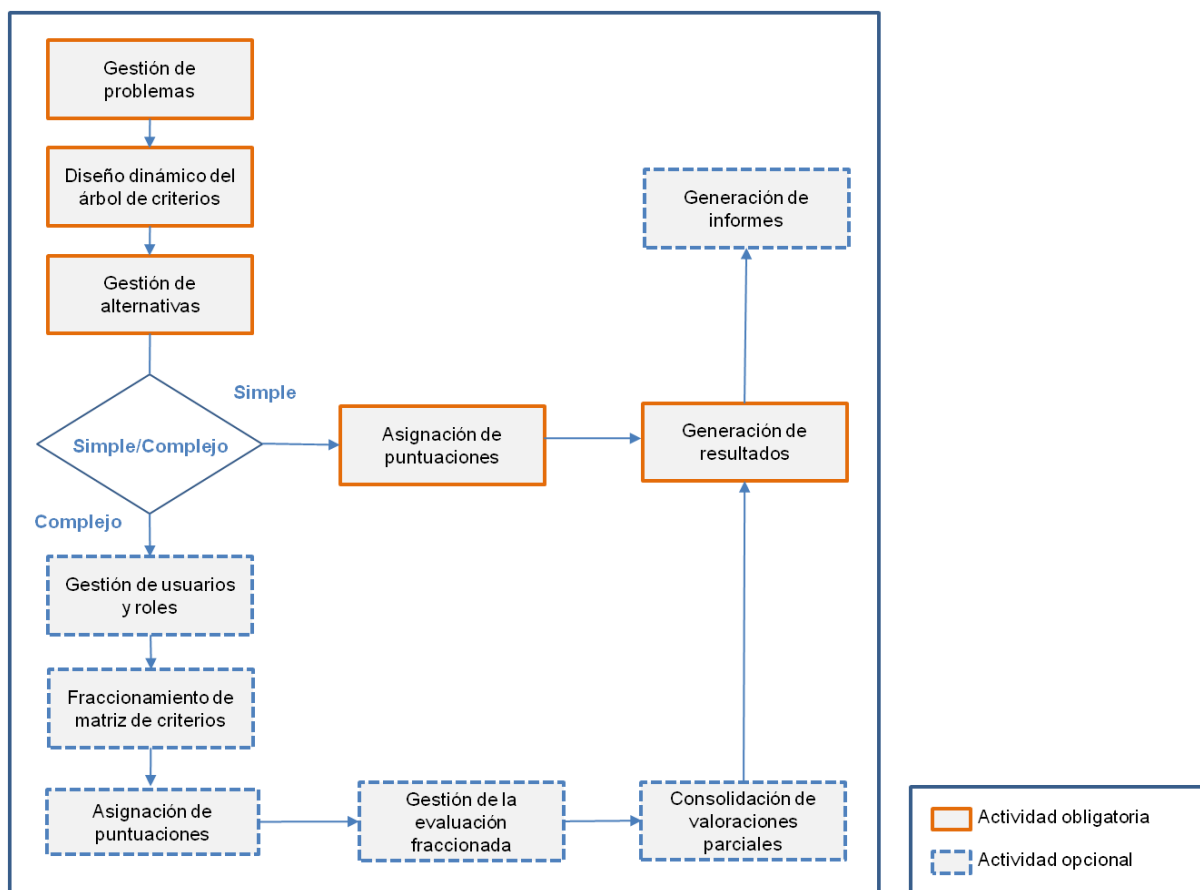 Gestión de
problemas
Diseño dinámico del
árbol de criterios
Generación de
informes
Gestión de
alternativas
Simple
Simple/Complejo
Asignación de
puntuaciones
Generación de
resultados
Complejo
Gestión de usuarios
y roles
Fraccionamiento de
matriz de criterios
Asignación de
puntuaciones
Gestión de la
evaluación
fraccionada
Consolidación de
valoraciones
parciales
Actividad obligatoria
Actividad opcional